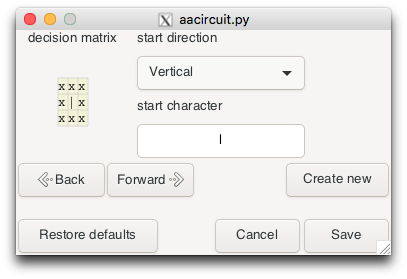 aacircuit.py
decision matrix start direction
Vertical
start character
x x x
x | x
x x x
|
Back Forward Create new
Restore defaults Cancel Save